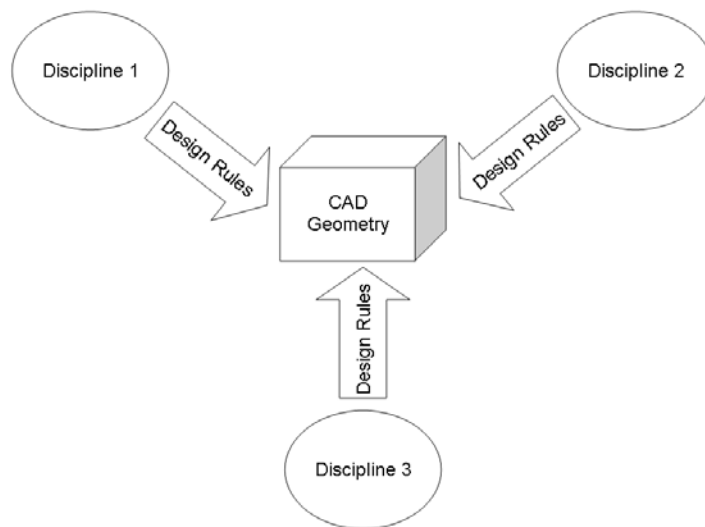 Discipline 1
Discipline 2
Design Rules
Design Rules
CAD
Geometry
Design Rules
Discipline 3